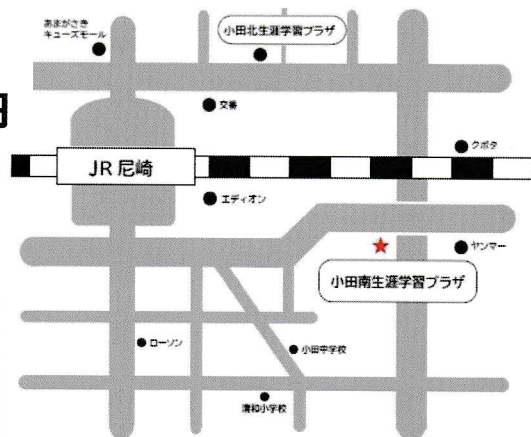 あまがさき
キューズモール
小田北生涯学習プラザ
交番
クボタ
JR 尼崎
エディオン
ヤンマー
小田南生涯学習プラザ
ローソン
小田中学校
清和小学校